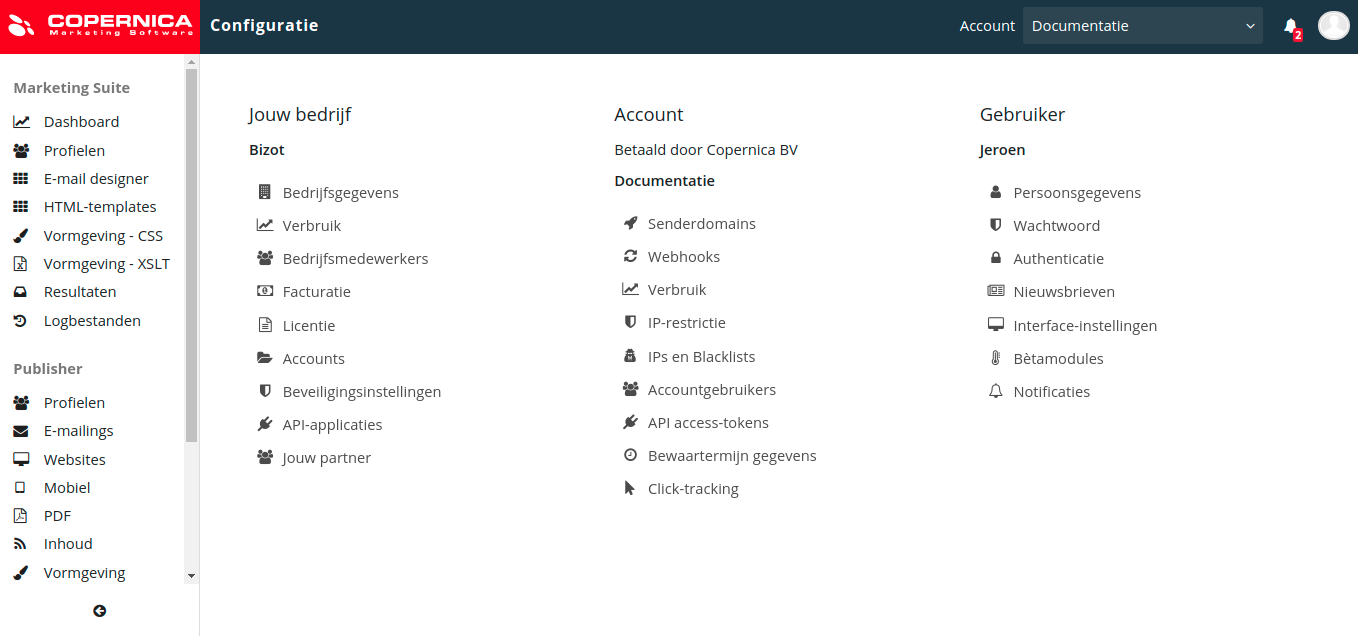 COPERNICA
Marketing Software
Configuratie
Account
Documentatie
2
Marketing Suite
Dashboard
Profielen
E-mail designer
HTML-templates
Vormgeving - CSS
Vormgeving - XSLT
Resultaten
Logbestanden
Publisher
Profielen
E-mailings
Websites
Mobiel
PDF
Inhoud
Vormgeving
Jouw bedrijf
Bizot
Bedrijfsgegevens
Verbruik
Bedrijfsmedewerkers
Facturatie
Licentie
Accounts
Beveiligingsinstellingen
API-applicaties
Jouw partner
Account
Betaald door Copernica BV
Documentatie
Senderdomains
Webhooks
Verbruik
IP-restrictie
IPs en Blacklists
Accountgebruikers
API access-tokens
Bewaartermijn gegevens
Click-tracking
Gebruiker
Jeroen
Persoonsgegevens
Wachtwoord
Authenticatie
Nieuwsbrieven
Interface-instellingen
Bètamodules
Notificaties